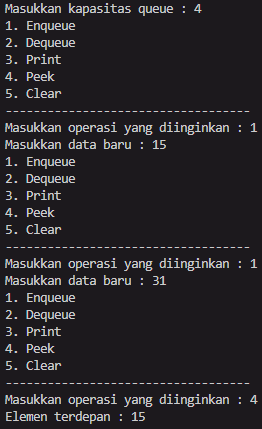 Masukkan kapasitas queue : 4
1. Enqueue
2. Dequeue
3. Print
4. Peek
5. Clear
-----------------------------------
Masukkan operasi yang diinginkan : 1
Masukkan data baru : 15
1. Enqueue
2. Dequeue
3. Print
4. Peek
5. Clear
-----------------------------------
Masukkan operasi yang diinginkan : 1
Masukkan data baru : 31
1. Enqueue
2. Dequeue
3. Print
4. Peek
5. Clear
-----------------------------------
Masukkan operasi yang diinginkan : 4
Elemen terdepan : 15